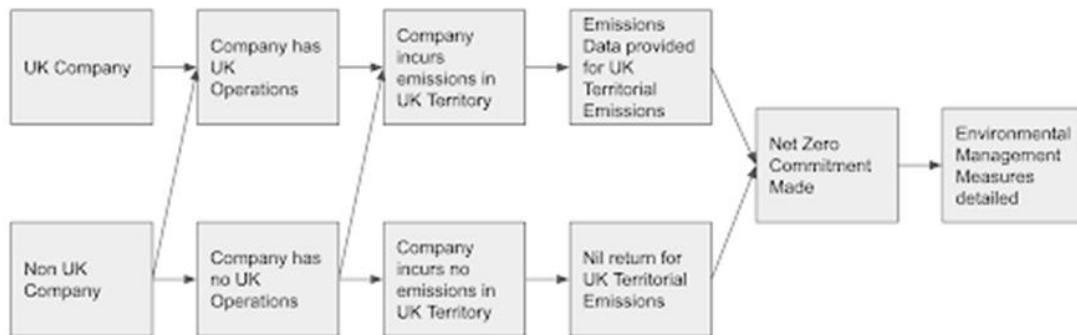 UK Company
Company has
UK
Operations
Company
incurs
emissions in
UK Territory
Emissions
Data provided
for UK
Territorial
Emissions
Net Zero
Commitment
Made
Environmental
Management
Measures
detailed
Non UK
Company
Company has
no UK
Operations
Company
incurs no
emissions in
UK Territory
Nil return for
UK Territorial
Emissions